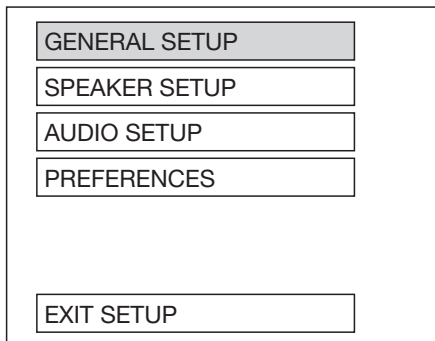 GENERAL SETUP
SPEAKER SETUP
AUDIO SETUP
PREFERENCES
EXIT SETUP